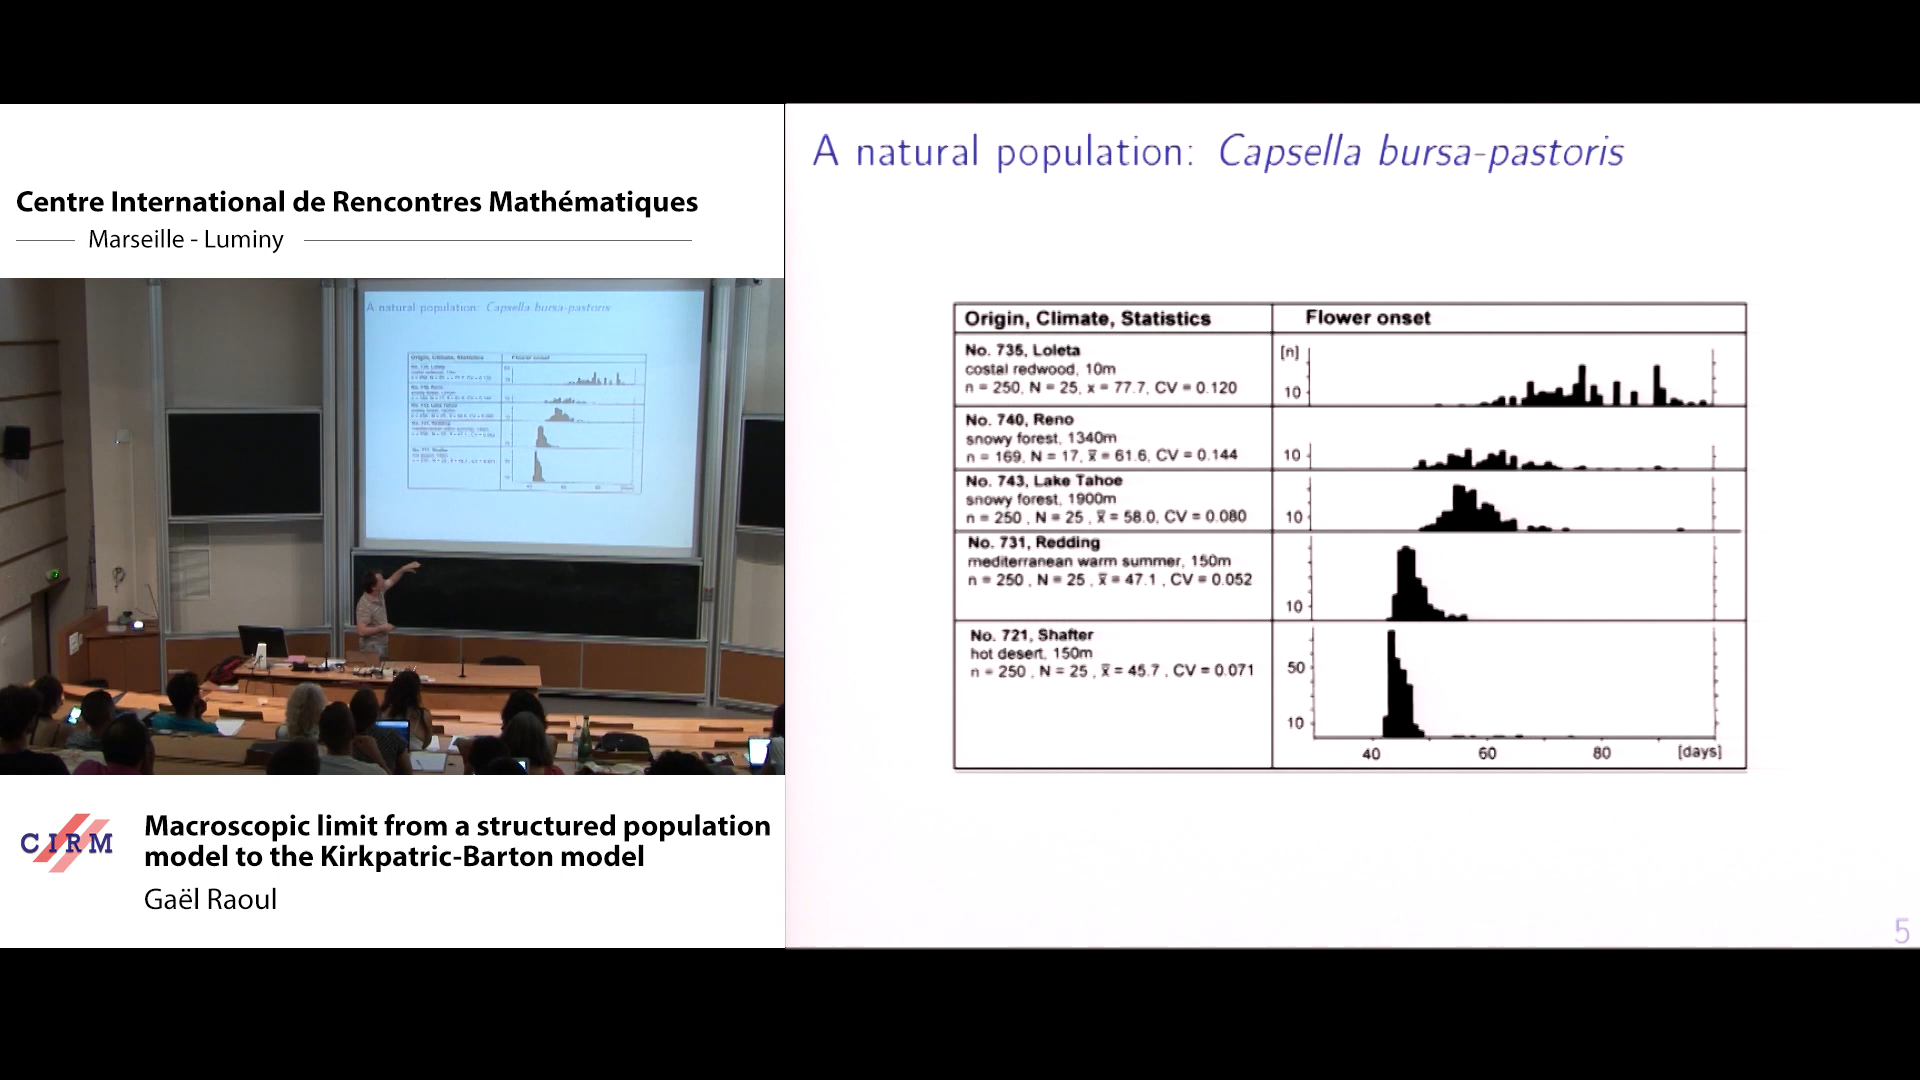 Centre International de Rencontres Mathématiques
Marseille - Luminy
A natural population: Capsella bursa-pastoris
CIRM
Macroscopic limit from a structured population
model to the Kirkpatric-Barton model
Gaël Raoul
A natural population: Capsella bursa-pastoris
Origin, Climate, Statistics
Flower onset
No. 735, Loleta
costal redwood, 10m
n = 250, N = 25, x = 77.7, CV = 0.120
[n]
10
No. 740, Reno
snowy forest, 1340m
n = 169, N = 17, x̅ = 61.6, CV = 0.144
10
No. 743, Lake Tahoe
snowy forest, 1900m
n = 250 , N = 25 , x̅ = 58.0, CV = 0.080
10
No. 731, Redding
mediterranean warm summer, 150m
n = 250 , N = 25 , x̅ = 47.1 , CV = 0.052
10
No. 721, Shafter
hot desert, 150m
n = 250 , N = 25 , x̅ = 45.7 , CV = 0.071
50
10
40 60 80 [days]
5